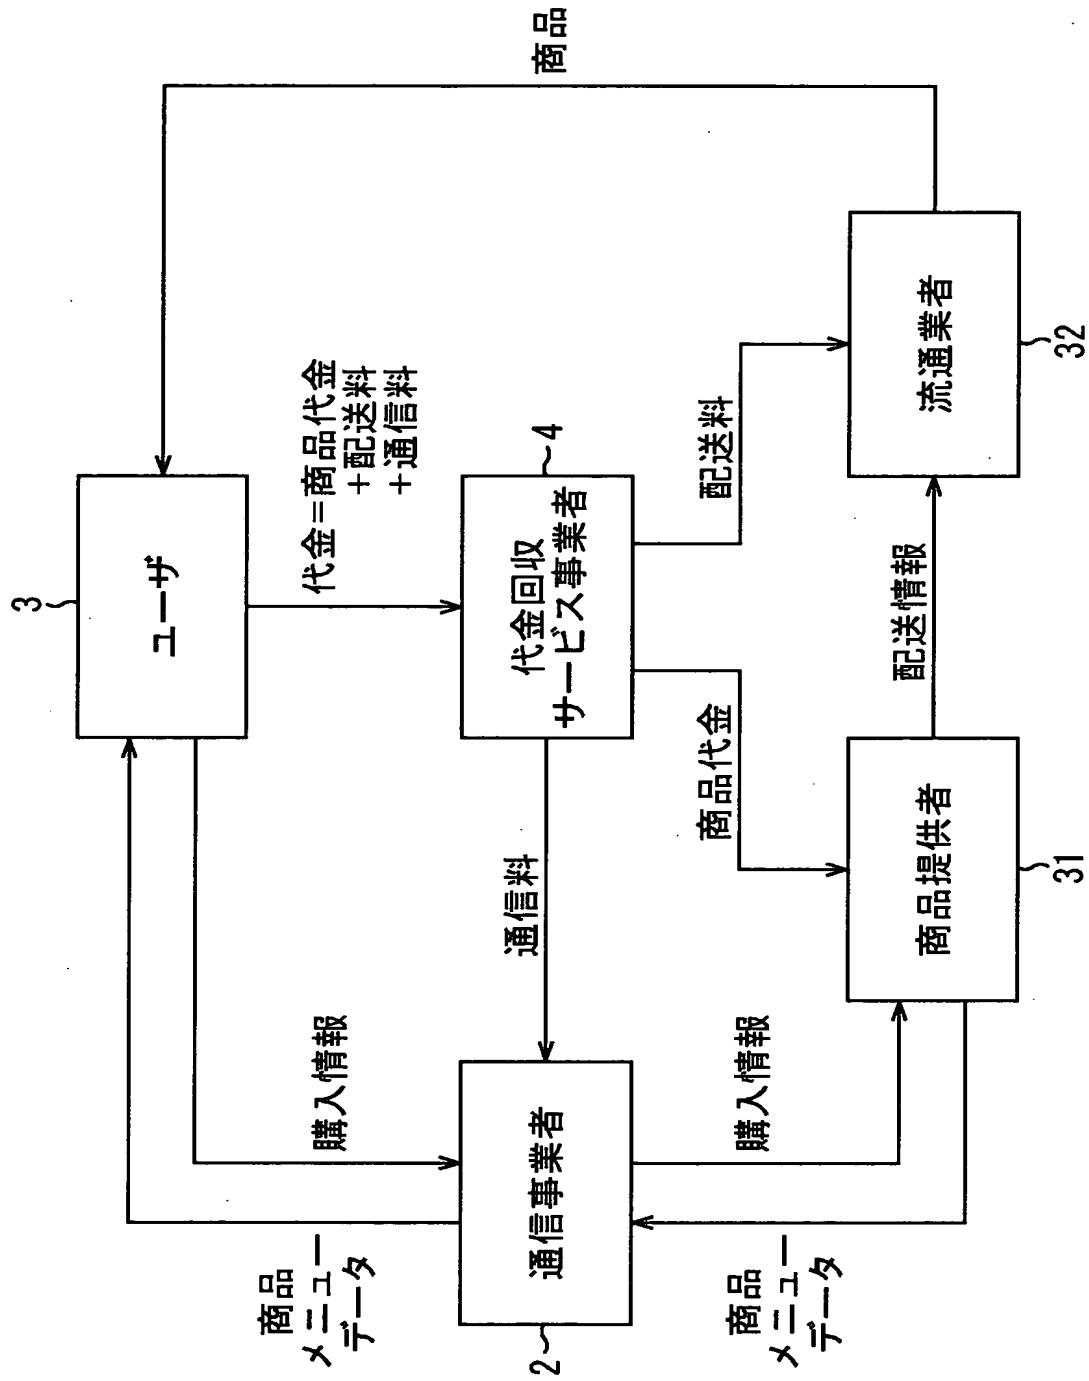 3
ユーザ
商品
メニュー
データ
購入情報
代金=商品代金
+配送料
+通信料
商品
2
通信事業者
通信料
代金回収
サービス事業者
4
商品
メニュー
データ
購入情報
商品代金
配送料
商品提供者
31
配送情報
流通業者
32